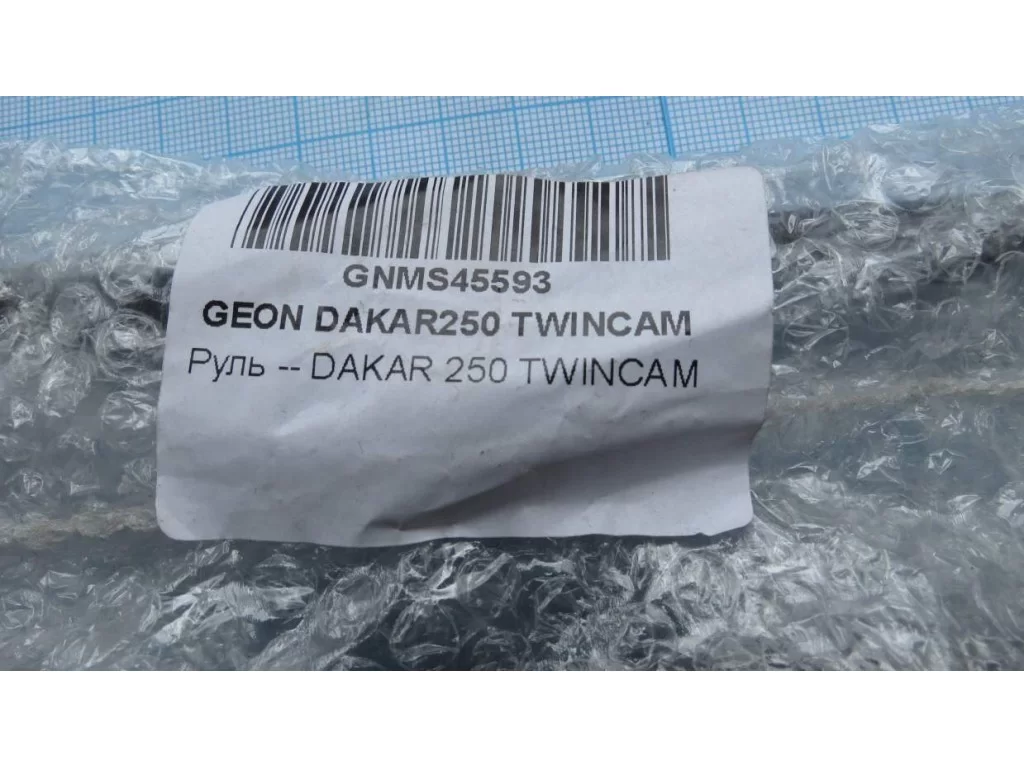 GNMS45593
GEON DAKAR250 TWINCAM
Руль -- DAKAR 250 TWINCAM